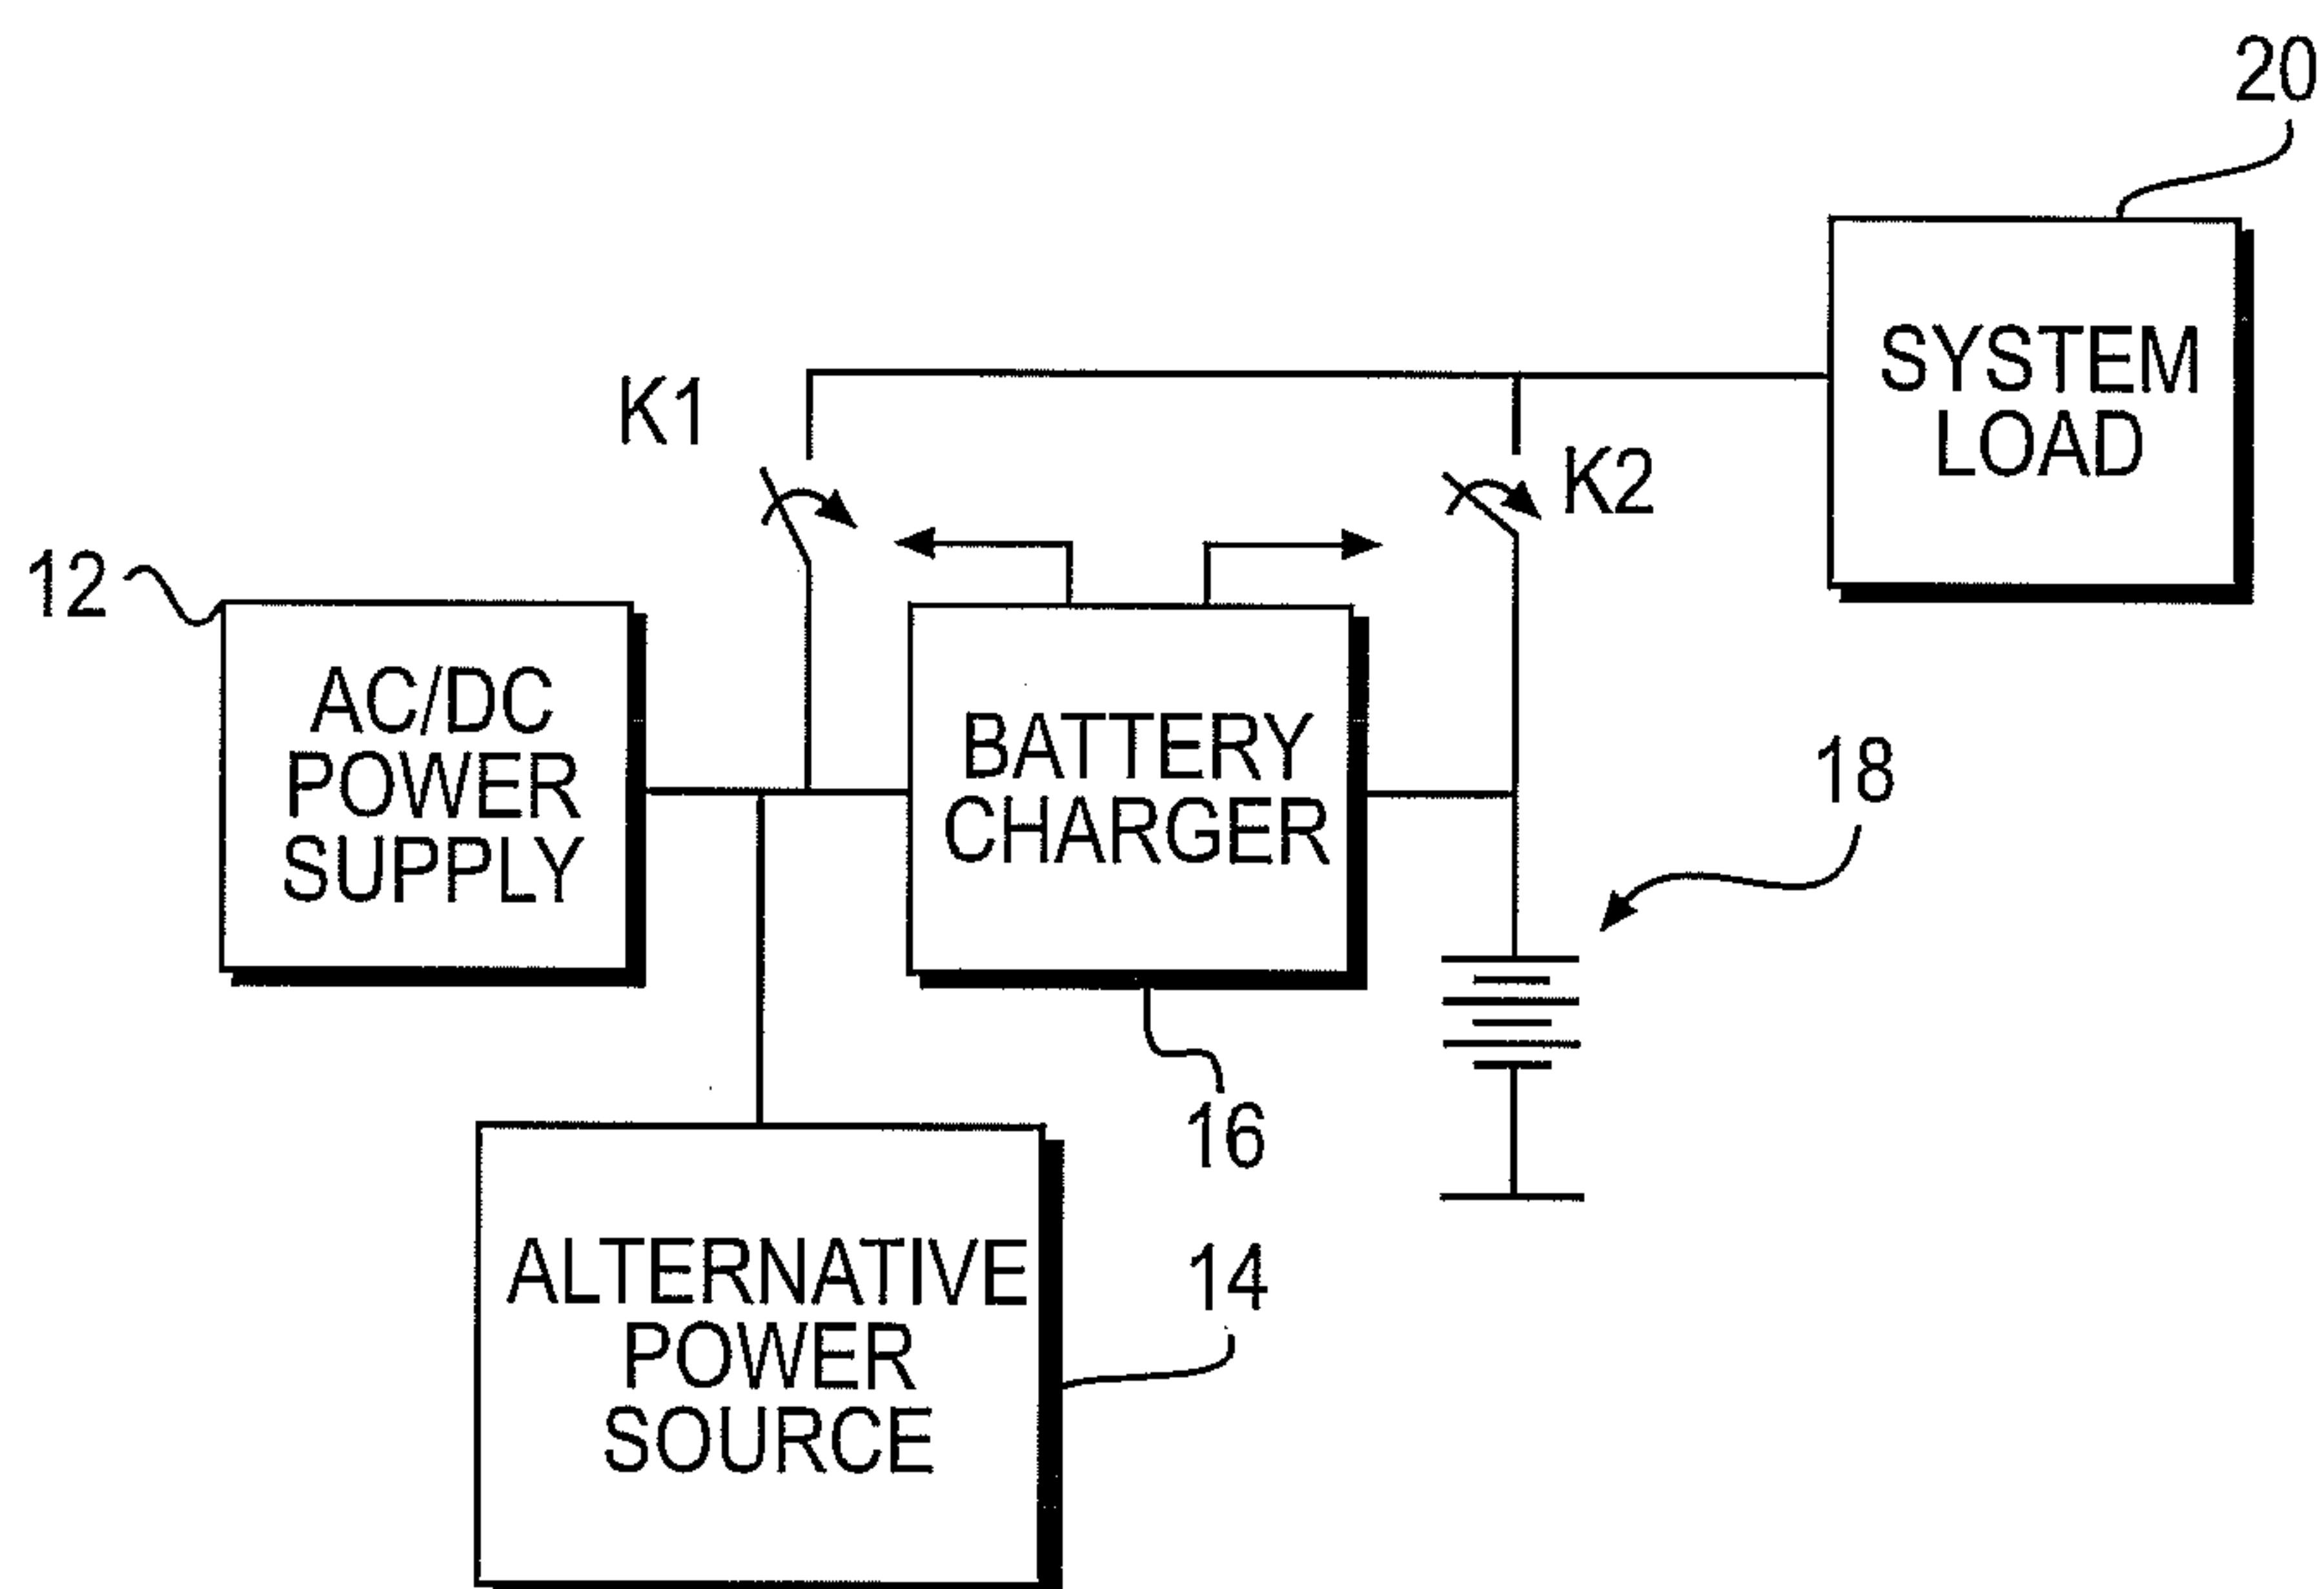 20
SYSTEM
LOAD
K1
K2
12
AC/DC
POWER
SUPPLY
BATTERY
CHARGER
18
16
14
ALTERNATIVE
POWER
SOURCE